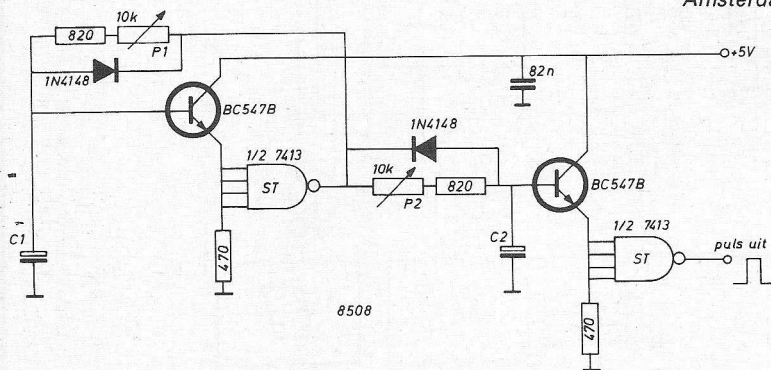 Amsterda
10k
820
P1
+5V
1N4148
82n
BC547B
1N4148
1/2 7413
10k
ST
820
BC547B
P2
1/2 7413
C1
470
C2
ST
puls uit
8508
470